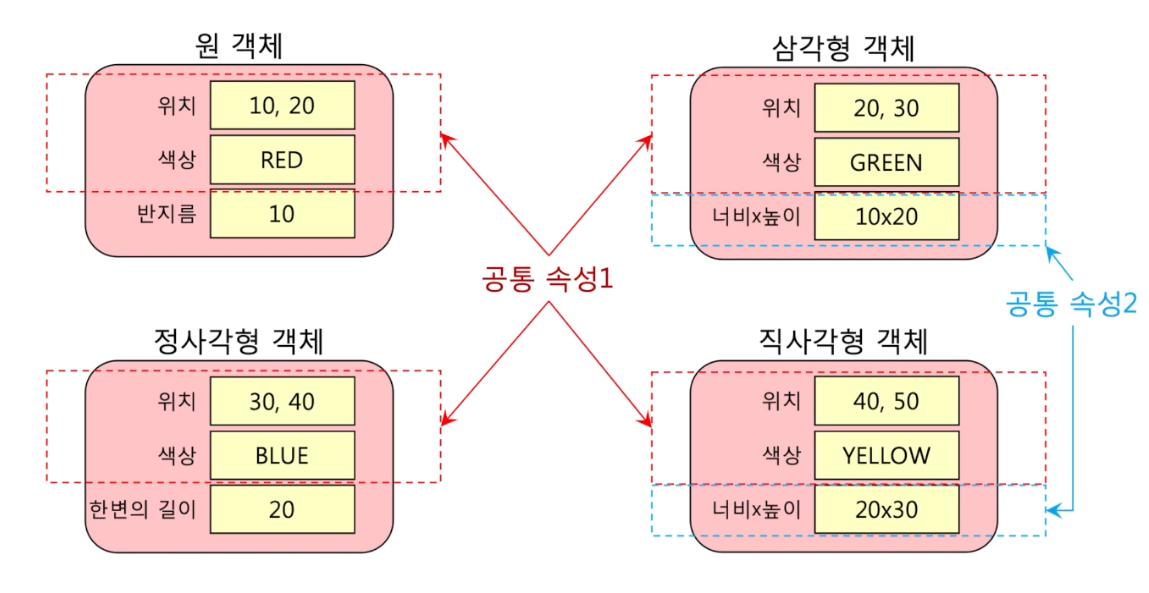 원 객체
위치 10, 20
색상 RED
반지름 10
삼각형 객체
위치 20, 30
색상 GREEN
너비x높이 10x20
공통 속성1
공통 속성2
정사각형 객체
위치 30, 40
색상 BLUE
한변의 길이 20
직사각형 객체
위치 40, 50
색상 YELLOW
너비x높이 20x30